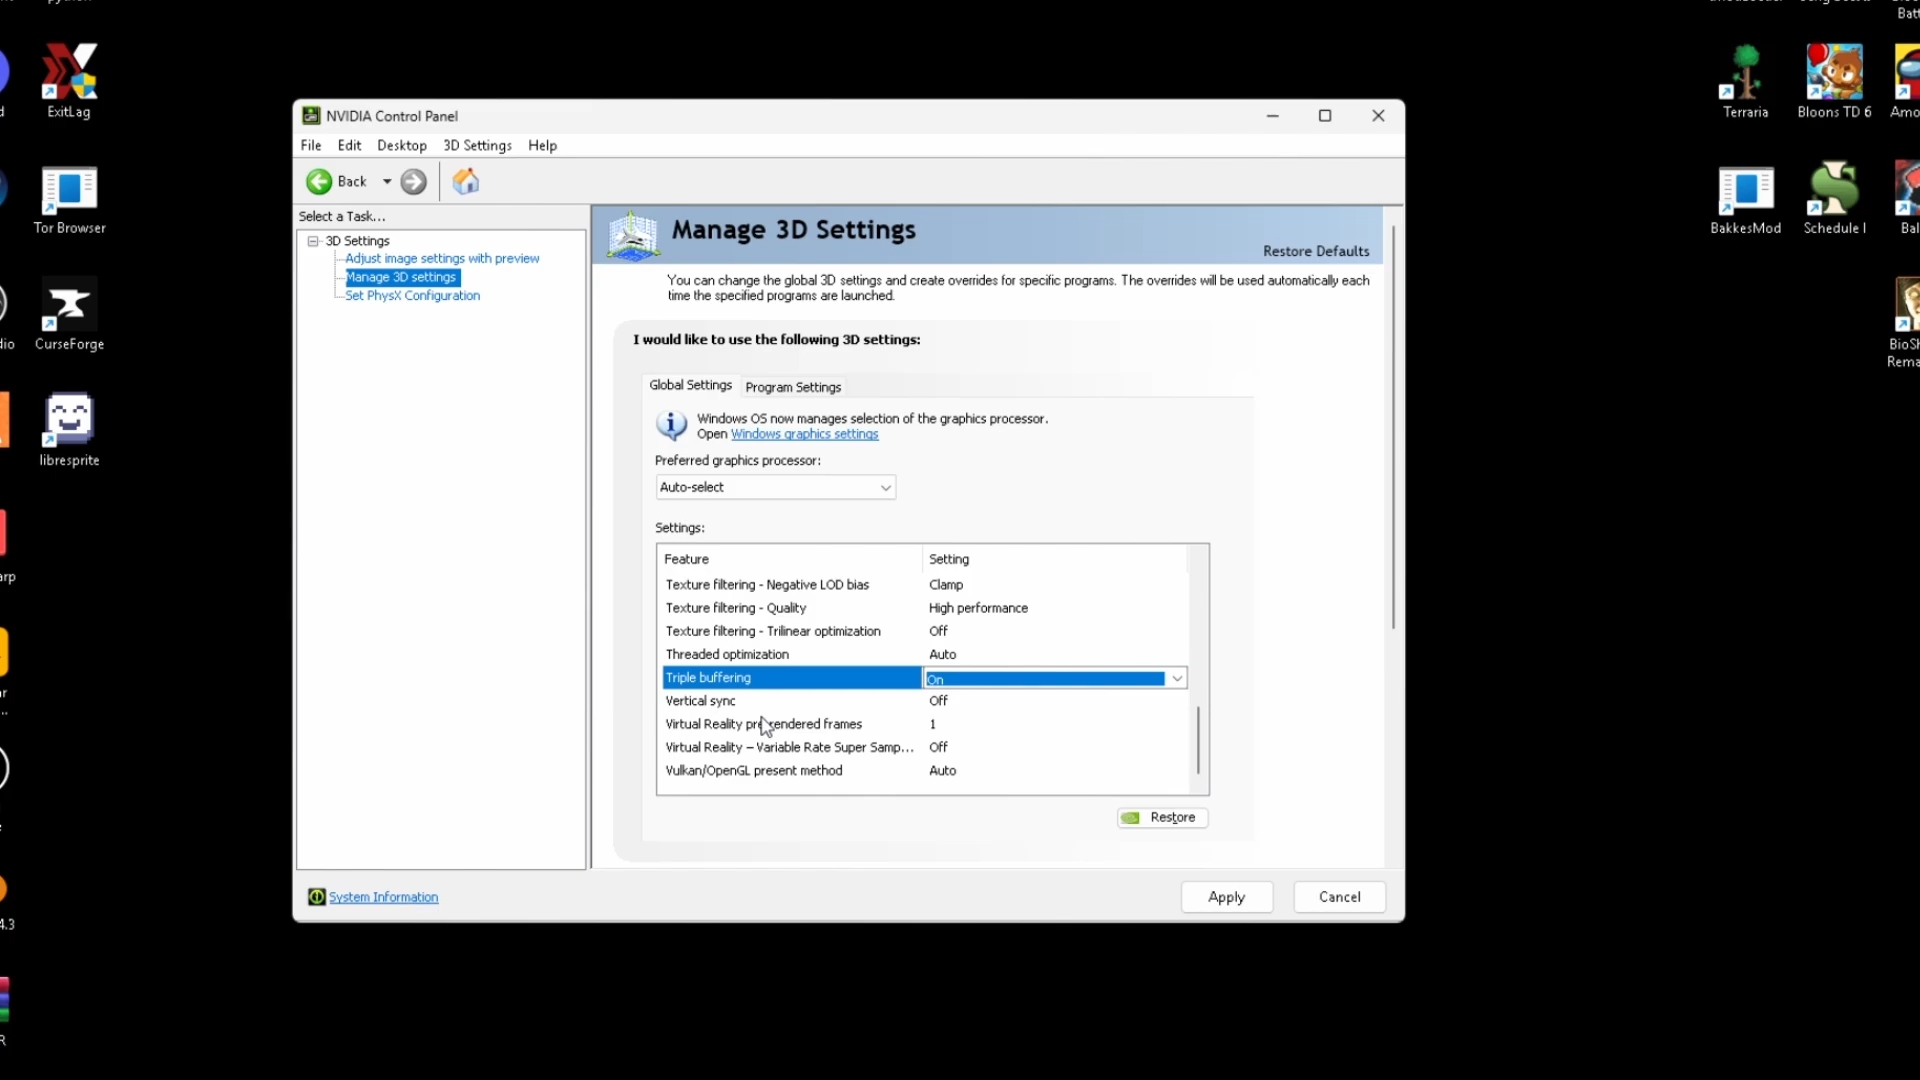 ExitLag
Tor Browser
CurseForge
libresprite
4.3
R
NVIDIA Control Panel
File Edit Desktop 3D Settings Help
Back
Select a Task...
3D Settings
Adjust image settings with preview
Manage 3D settings
Set PhysX Configuration
Manage 3D Settings
Restore Defaults
You can change the global 3D settings and create overrides for specific programs. The overrides will be used automatically each
time the specified programs are launched.
I would like to use the following 3D settings:
Global Settings Program Settings
Windows OS now manages selection of the graphics processor.
Open Windows graphics settings
Preferred graphics processor:
Auto-select
Settings:
Feature Setting
Texture filtering - Negative LOD bias Clamp
Texture filtering - Quality High performance
Texture filtering - Trilinear optimization Off
Threaded optimization Auto
Triple buffering On
Vertical sync Off
Virtual Reality pre-rendered frames 1
Virtual Reality – Variable Rate Super Samp... Off
Vulkan/OpenGL present method Auto
Restore
System Information
Apply Cancel
Terraria
Bloons TD 6
Amo
BakkesMod
Schedule I
Bal
BioSh
Rema
Bat